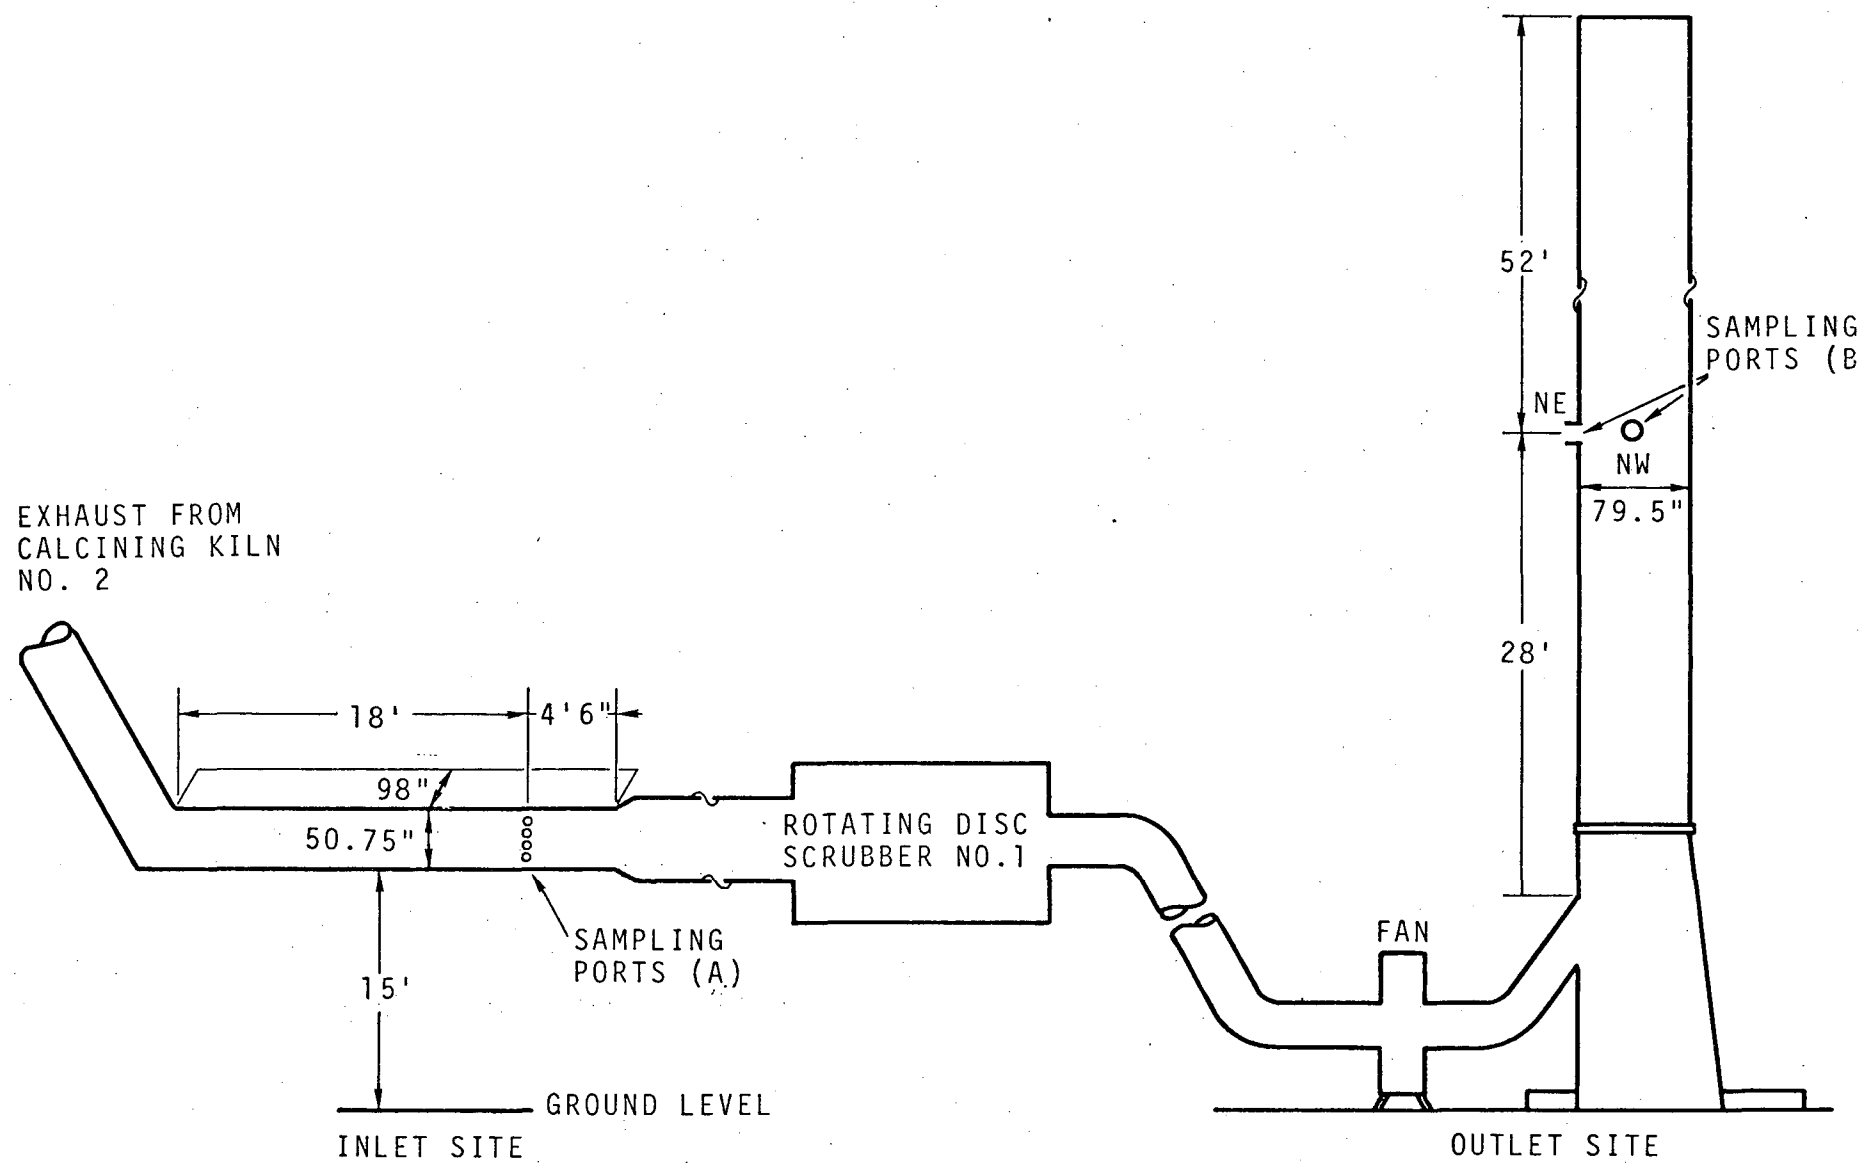 52'
SAMPLING
PORTS (B
NE
NW
79.5"
EXHAUST FROM
CALCINING KILN
NO. 2
28'
18'
4'6"
98"
50.75"
ROTATING DISC
SCRUBBER NO.1
SAMPLING
PORTS (A)
FAN
15'
GROUND LEVEL
INLET SITE
OUTLET SITE